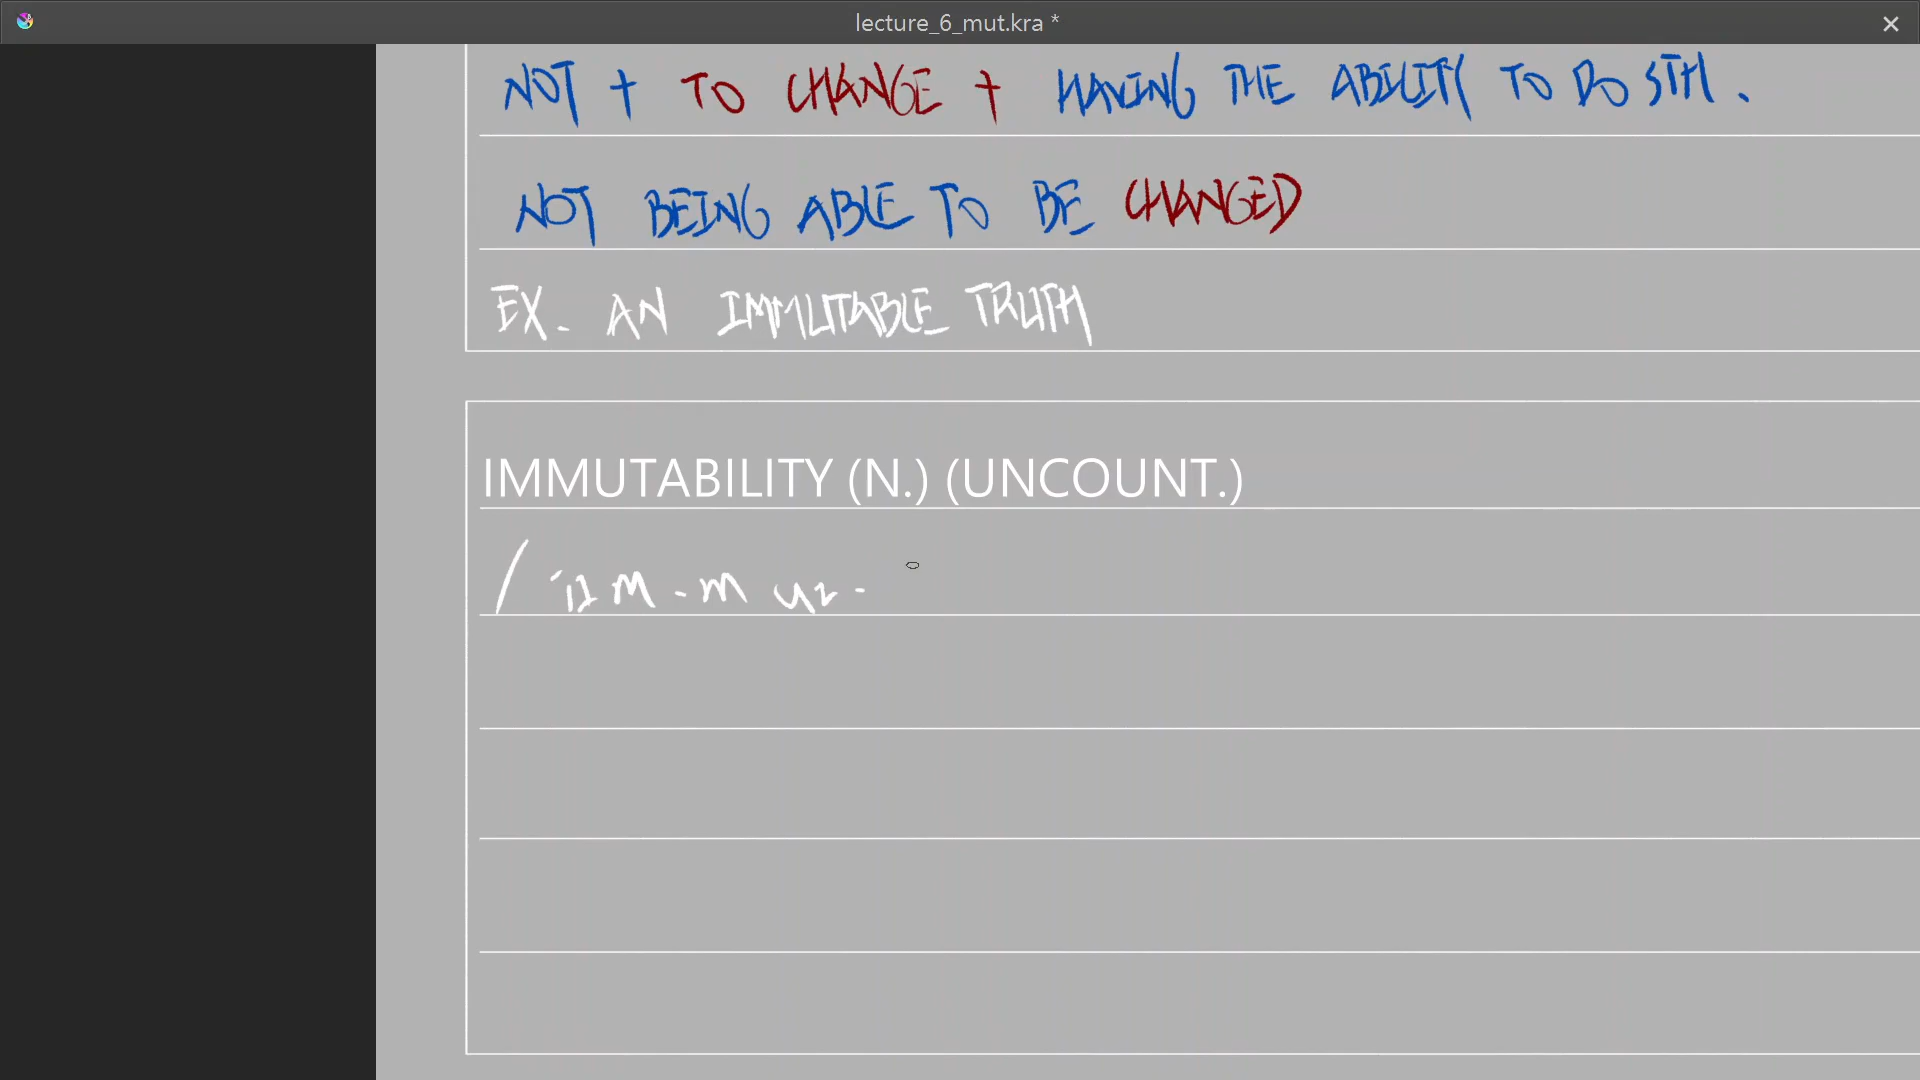 lecture_6_mut.kra *
NOT + TO CHANGE + HAVING THE ABILITY TO DO STH.
NOT BEING ABLE TO BE CHANGED
EX. AN IMMUTABLE TRUTH
IMMUTABILITY (N.) (UNCOUNT.)